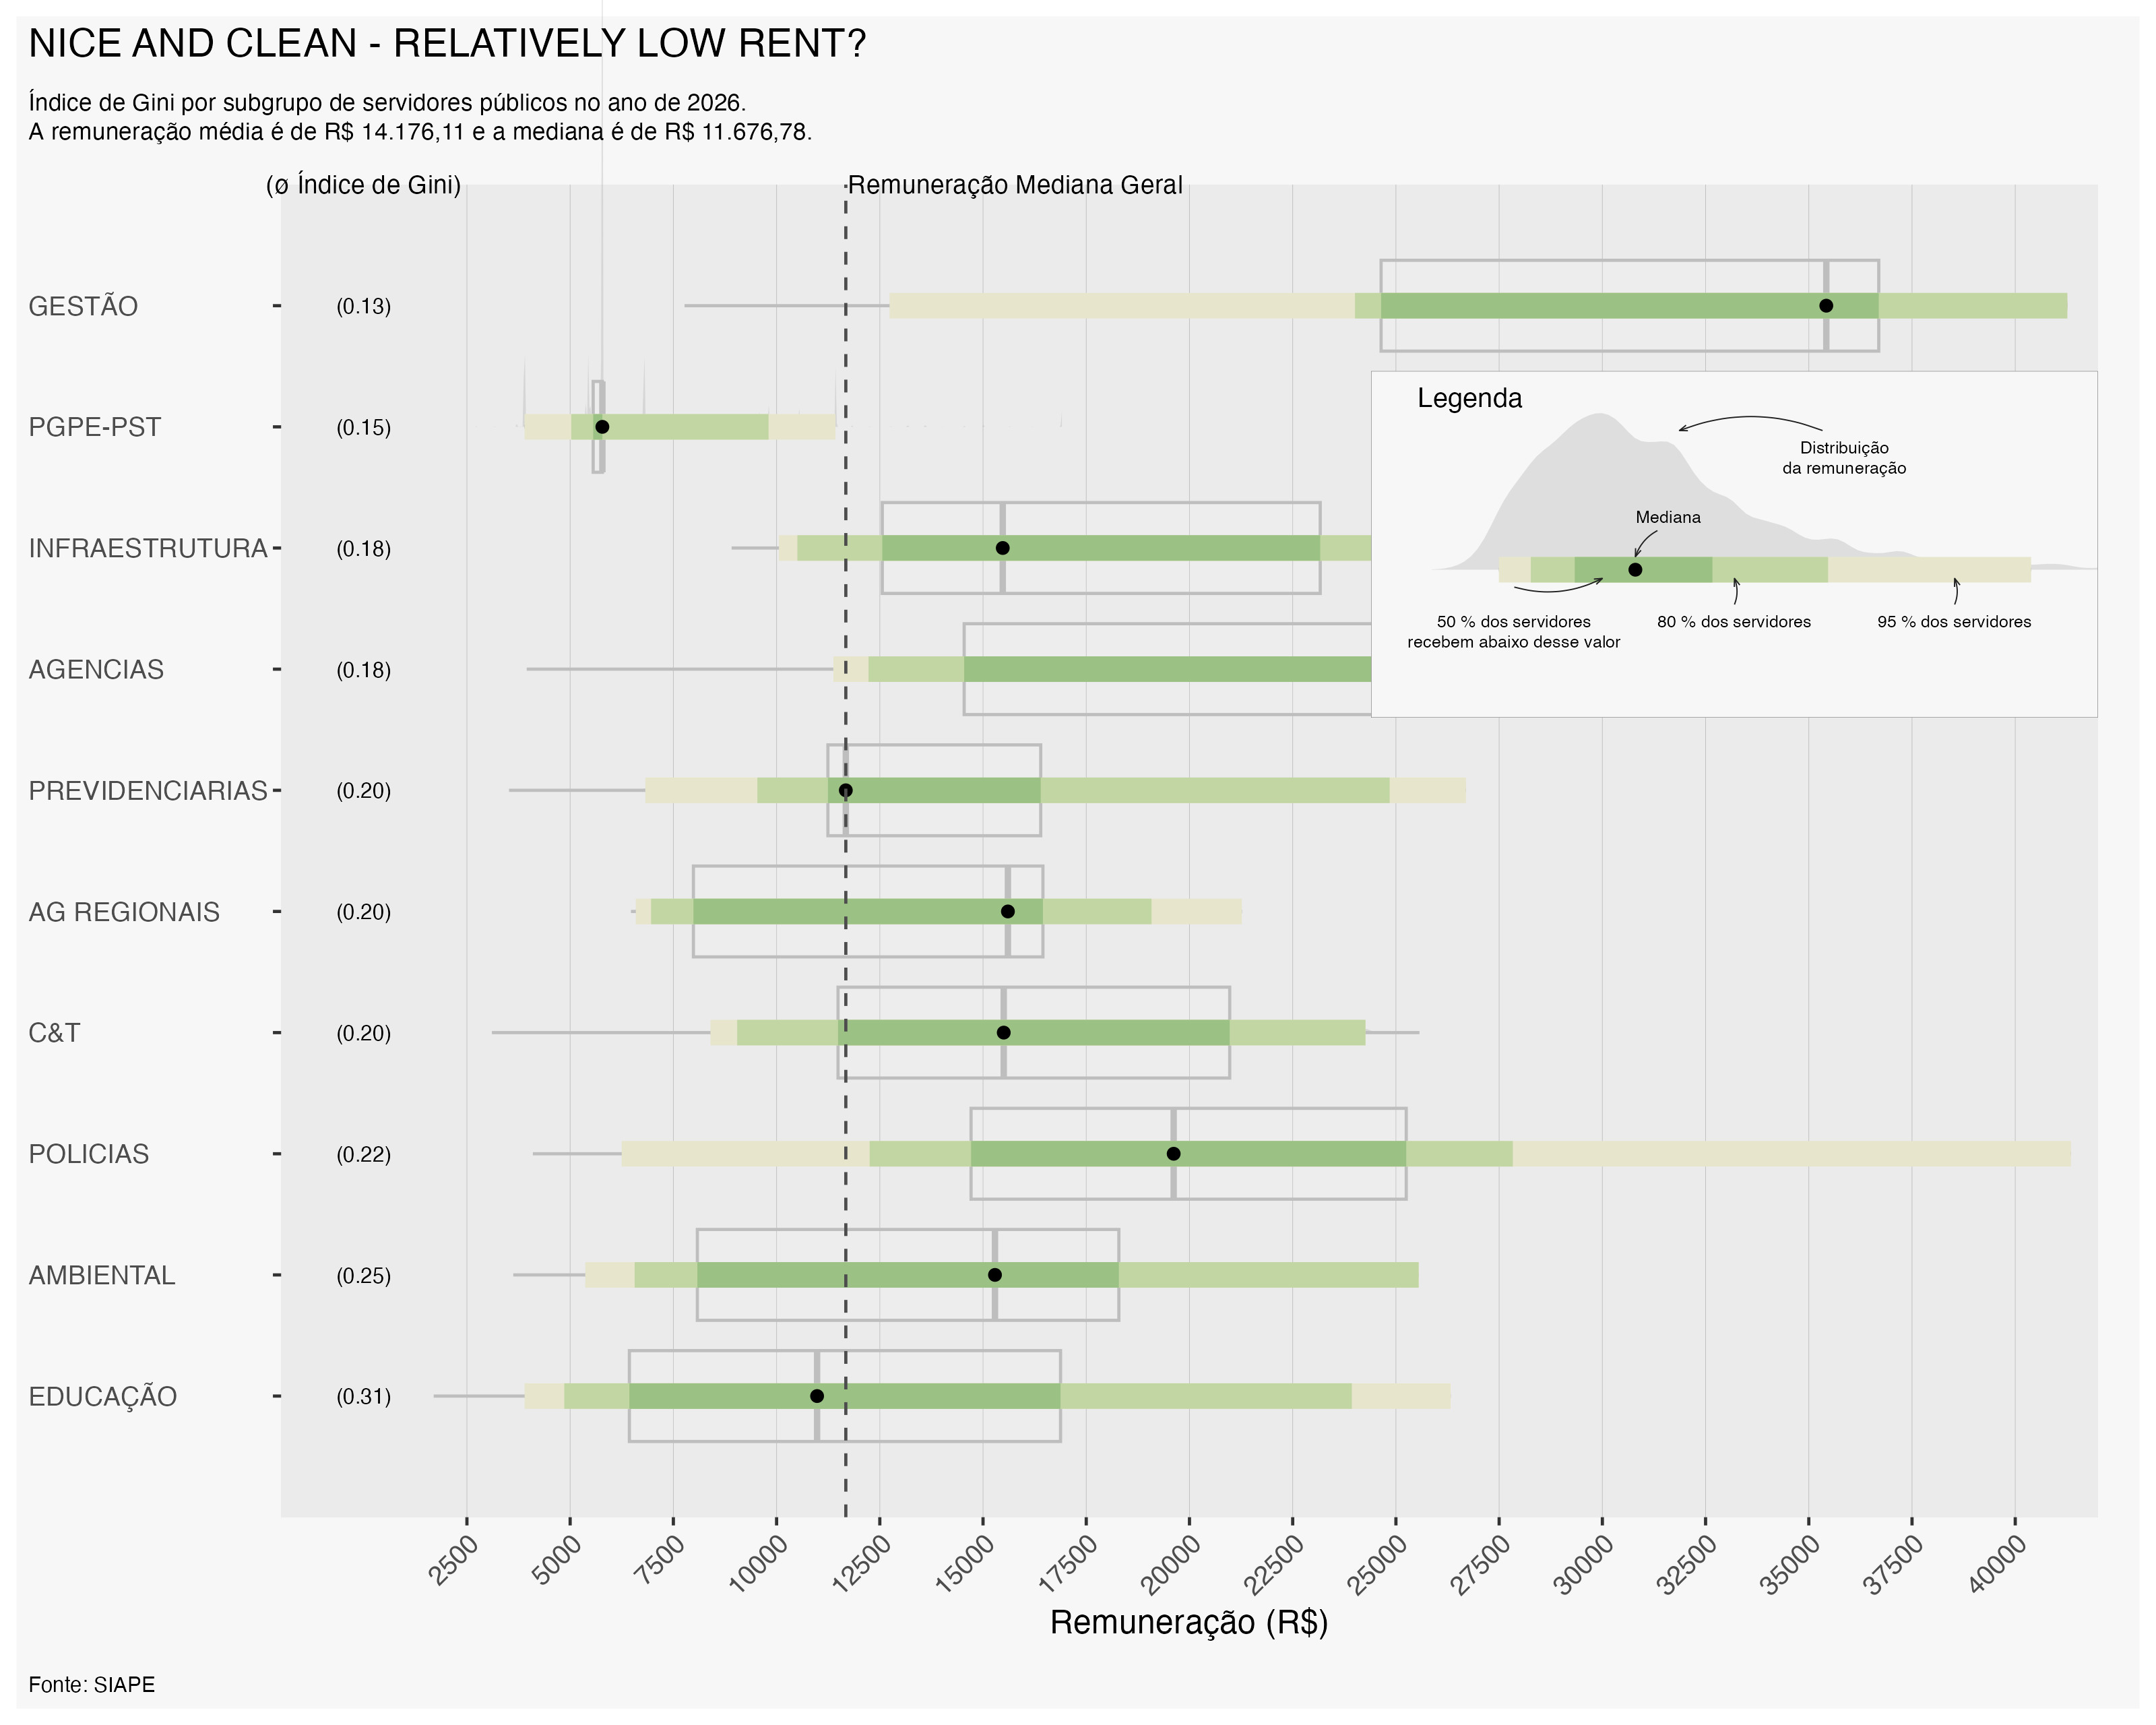 NICE AND CLEAN - RELATIVELY LOW RENT?
Índice de Gini por subgrupo de servidores públicos no ano de 2026.
A remuneração média é de R$ 14.176,11 e a mediana é de R$ 11.676,78.
(ø Índice de Gini)
Remuneração Mediana Geral
GESTÃO
(0.13)
PGPE-PST
(0.15)
INFRAESTRUTURA
(0.18)
AGENCIAS
(0.18)
PREVIDENCIARIAS
(0.20)
AG REGIONAIS
(0.20)
C&T
(0.20)
POLICIAS
(0.22)
AMBIENTAL
(0.25)
EDUCAÇÃO
(0.31)
Legenda
Distribuição
da remuneração
Mediana
50 % dos servidores
recebem abaixo desse valor
80 % dos servidores
95 % dos servidores
2500
5000
7500
10000
12500
15000
17500
20000
22500
25000
27500
30000
32500
35000
37500
40000
Remuneração (R$)
Fonte: SIAPE